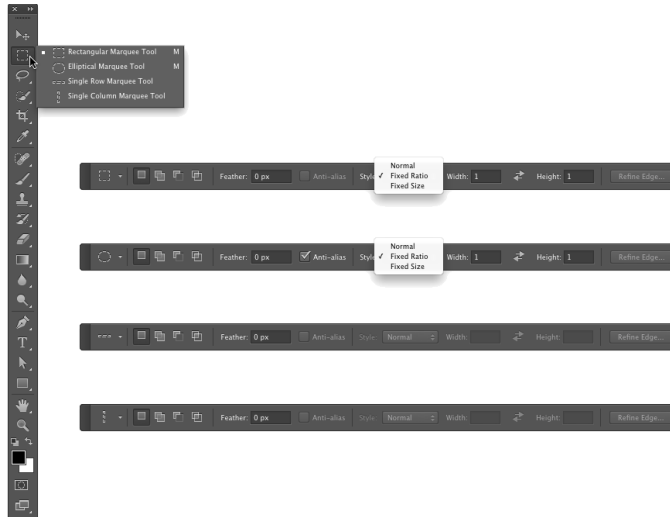 Rectangular Marquee Tool M
Elliptical Marquee Tool M
Single Row Marquee Tool
Single Column Marquee Tool
Normal
Feather: 0 px Anti-alias Style ✓ Fixed Ratio Width: 1 Height: 1 Refine Edge...
Fixed Size
Normal
Feather: 0 px Anti-alias Style ✓ Fixed Ratio Width: 1 Height: 1 Refine Edge...
Fixed Size
Feather: 0 px Anti-alias Style: Normal Width: Height: Refine Edge...
Feather: 0 px Anti-alias Style: Normal Width: Height: Refine Edge...